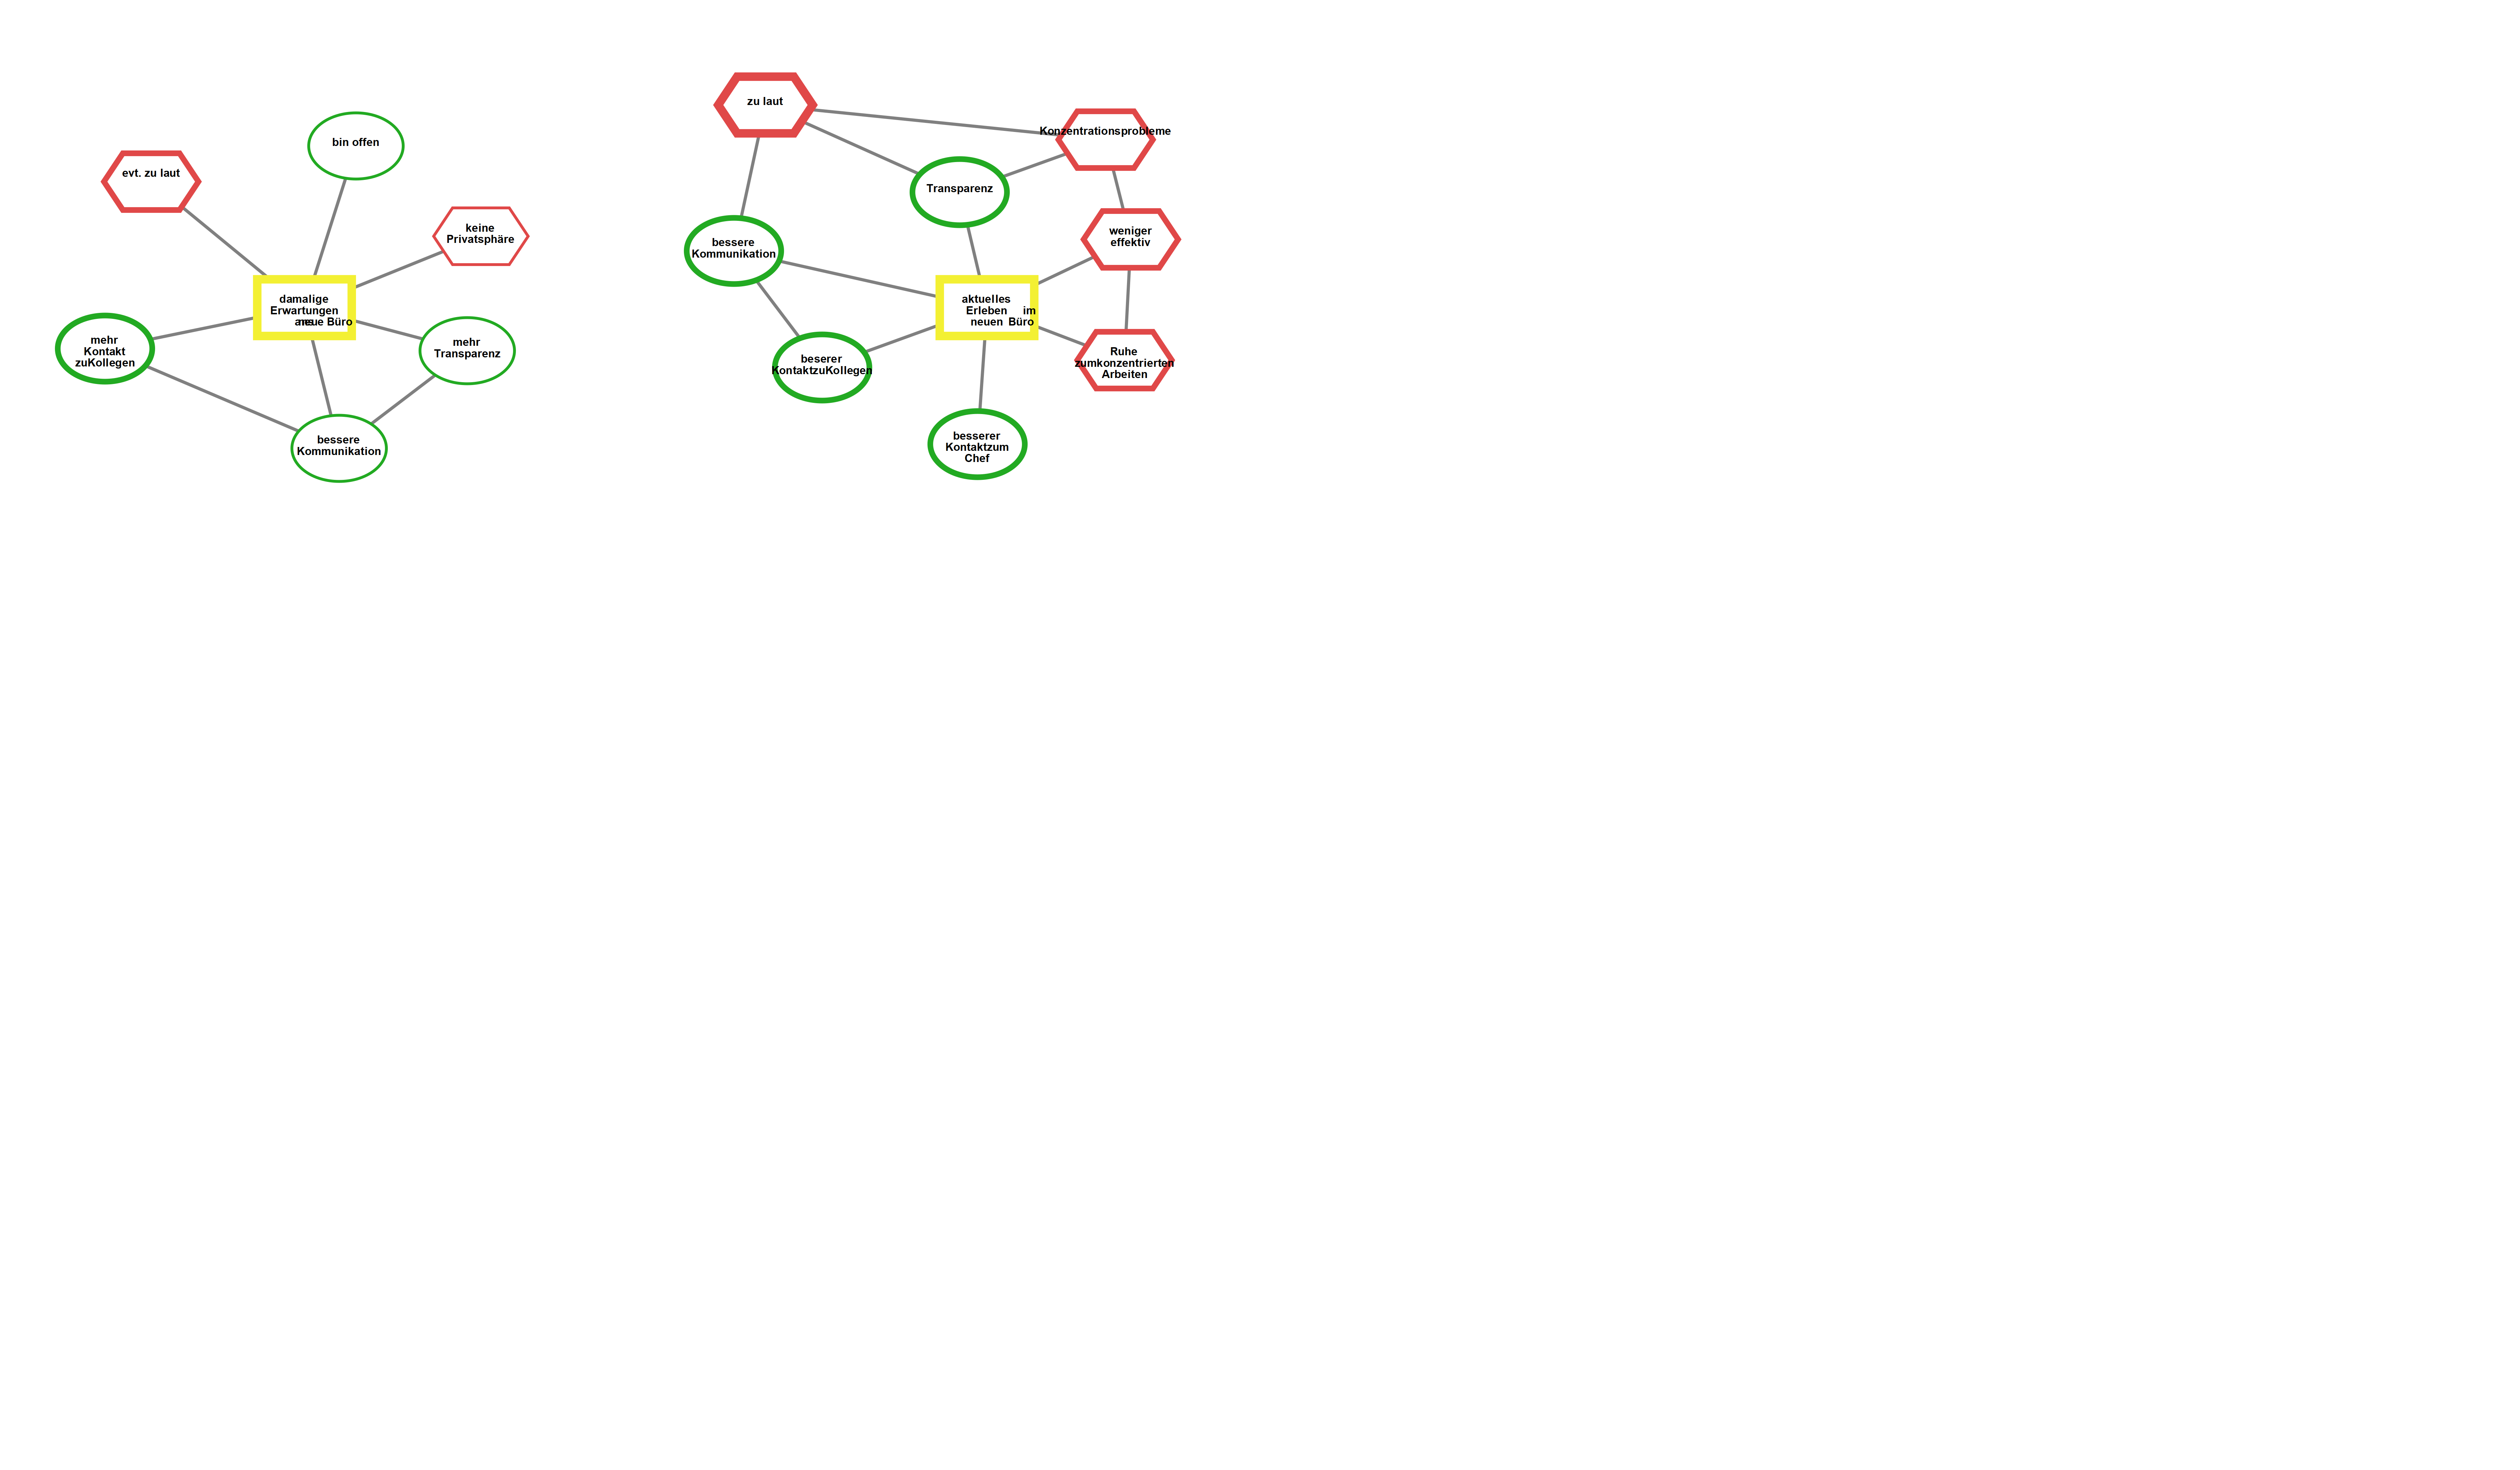 bin offen
evt. zu laut
keine
Privatsphäre
damalige
Erwartungen
ans neue Büro
mehr
Kontakt
zuKollegen
mehr
Transparenz
bessere
Kommunikation
zu laut
Konzentrationsprobleme
Transparenz
weniger
effektiv
bessere
Kommunikation
aktuelles
Erleben im
neuen Büro
Ruhe
zumkonzentrierten
Arbeiten
beserer
KontaktzuKollegen
besserer
Kontaktzum
Chef